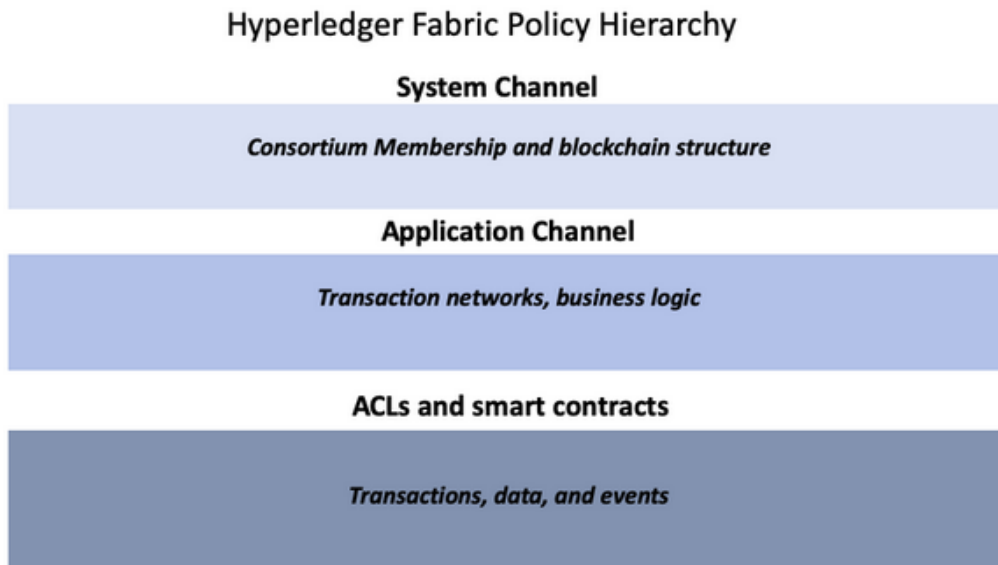 Hyperledger Fabric Policy Hierarchy
System Channel
Consortium Membership and blockchain structure
Application Channel
Transaction networks, business logic
ACLs and smart contracts
Transactions, data, and events